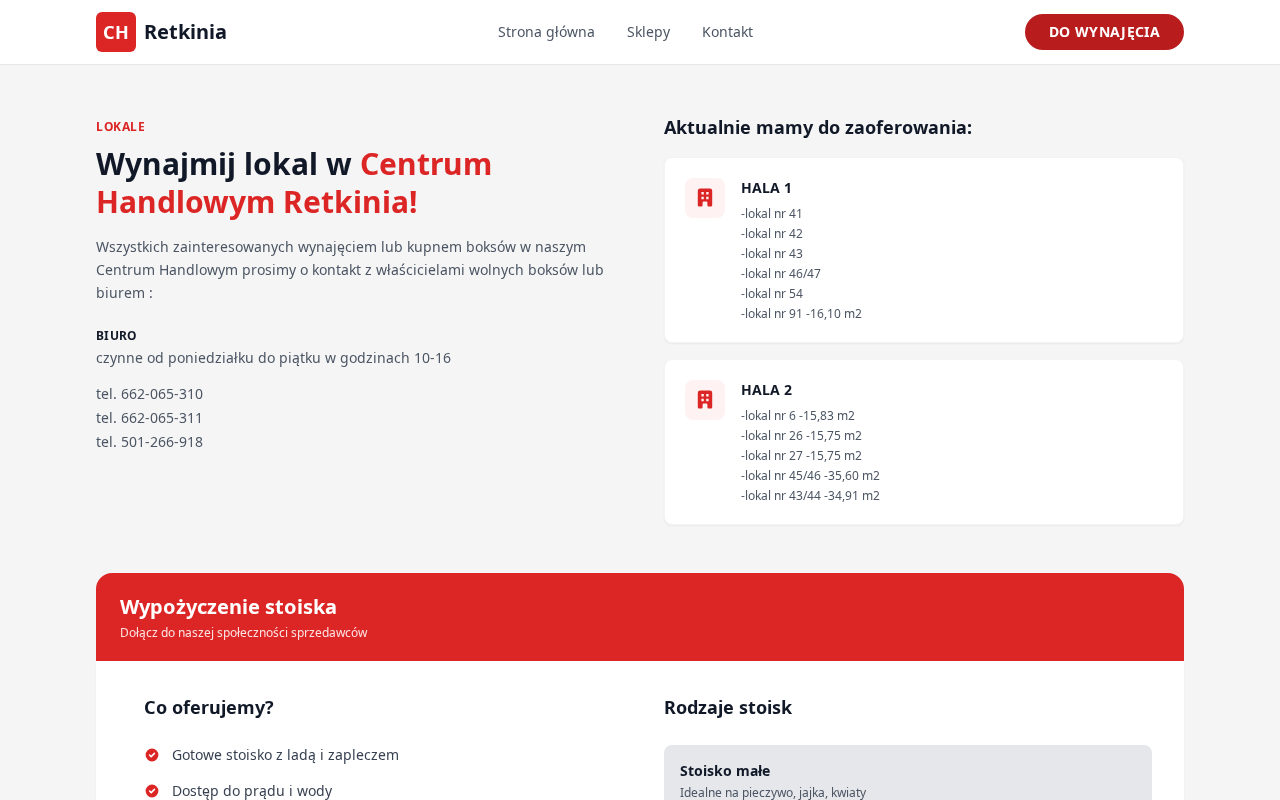 CH Retkinia
Strona główna
Sklepy
Kontakt
DO WYNAJĘCIA
LOKALE
Wynajmij lokal w Centrum
Handlowym Retkinia!
Wszystkich zainteresowanych wynajęciem lub kupnem boksów w naszym
Centrum Handlowym prosimy o kontakt z właścicielami wolnych boksów lub
biurem :
BIURO
czynne od poniedziałku do piątku w godzinach 10-16
tel. 662-065-310
tel. 662-065-311
tel. 501-266-918
Aktualnie mamy do zaoferowania:
HALA 1
-lokal nr 41
-lokal nr 42
-lokal nr 43
-lokal nr 46/47
-lokal nr 54
-lokal nr 91 -16,10 m2
HALA 2
-lokal nr 6 -15,83 m2
-lokal nr 26 -15,75 m2
-lokal nr 27 -15,75 m2
-lokal nr 45/46 -35,60 m2
-lokal nr 43/44 -34,91 m2
Wypożyczenie stoiska
Dołącz do naszej społeczności sprzedawców
Co oferujemy?
Gotowe stoisko z ladą i zapleczem
Dostęp do prądu i wody
Rodzaje stoisk
Stoisko małe
Idealne na pieczywo, jajka, kwiaty